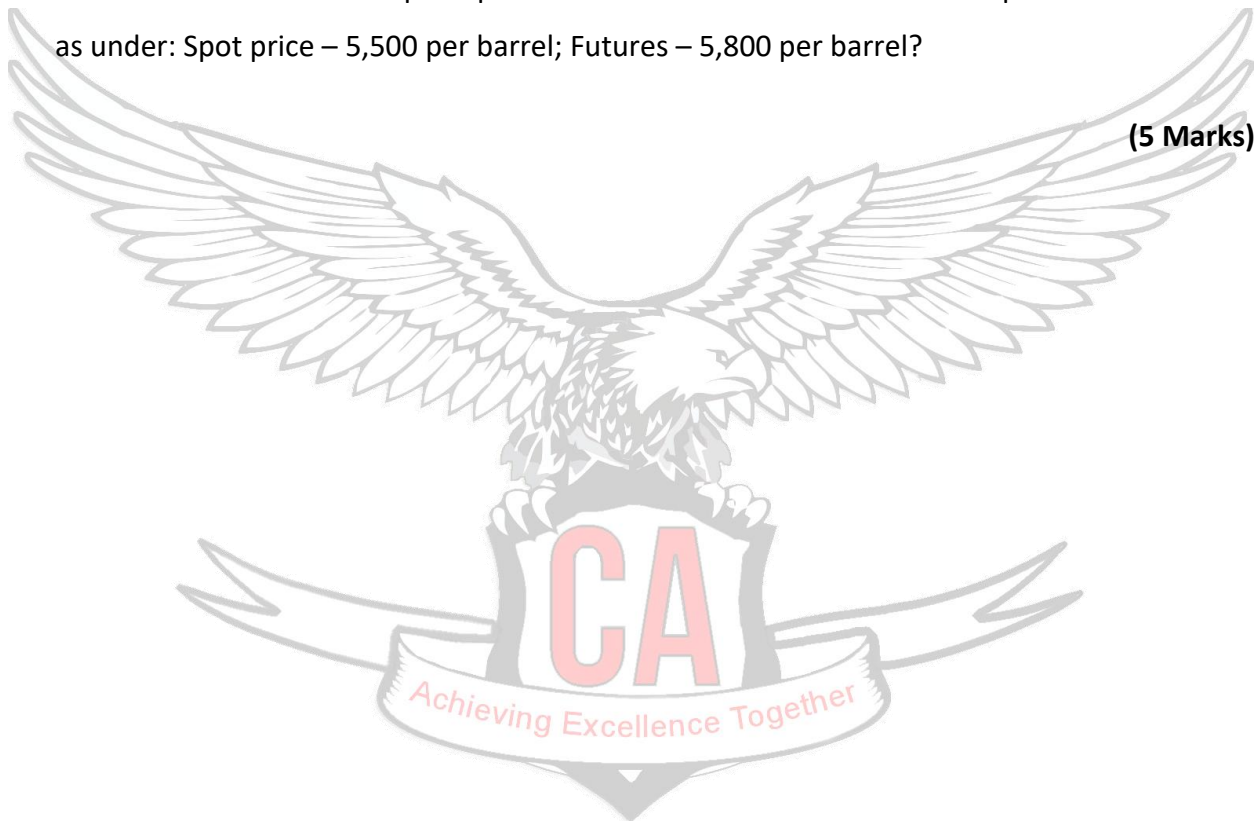 as under: Spot price – 5,500 per barrel; Futures – 5,800 per barrel?
(5 Marks)
CA
Achieving Excellence Together